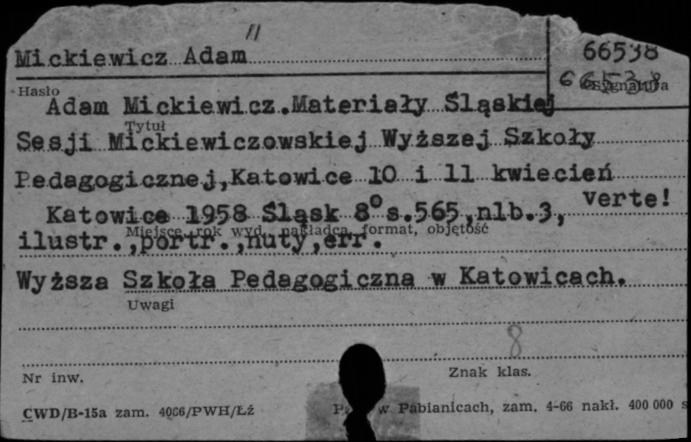 Mickiewicz Adam
66538
66538
Hasło
Sygnatura
Adam Mickiewicz.Materiały Śląskiej
Tytuł
Sesji Mickiewiczowskiej Wyższej Szkoły
Pedagogicznej,Katowice 10 i 11 kwiecień
verte!
Katowice 1958 Śląsk 8° s.565,nlb.3,
Miejsce, rok wyd., nakładca, format, objętość
ilustr.,portr.,nuty,err.
Wyższa Szkoła Pedagogiczna w Katowicach.
Uwagi
8
Nr inw.
Znak klas.
CWD/B-15a zam. 4066/PWH/Łź
w Pabianicach, zam. 4-66 nakł. 400 000 s